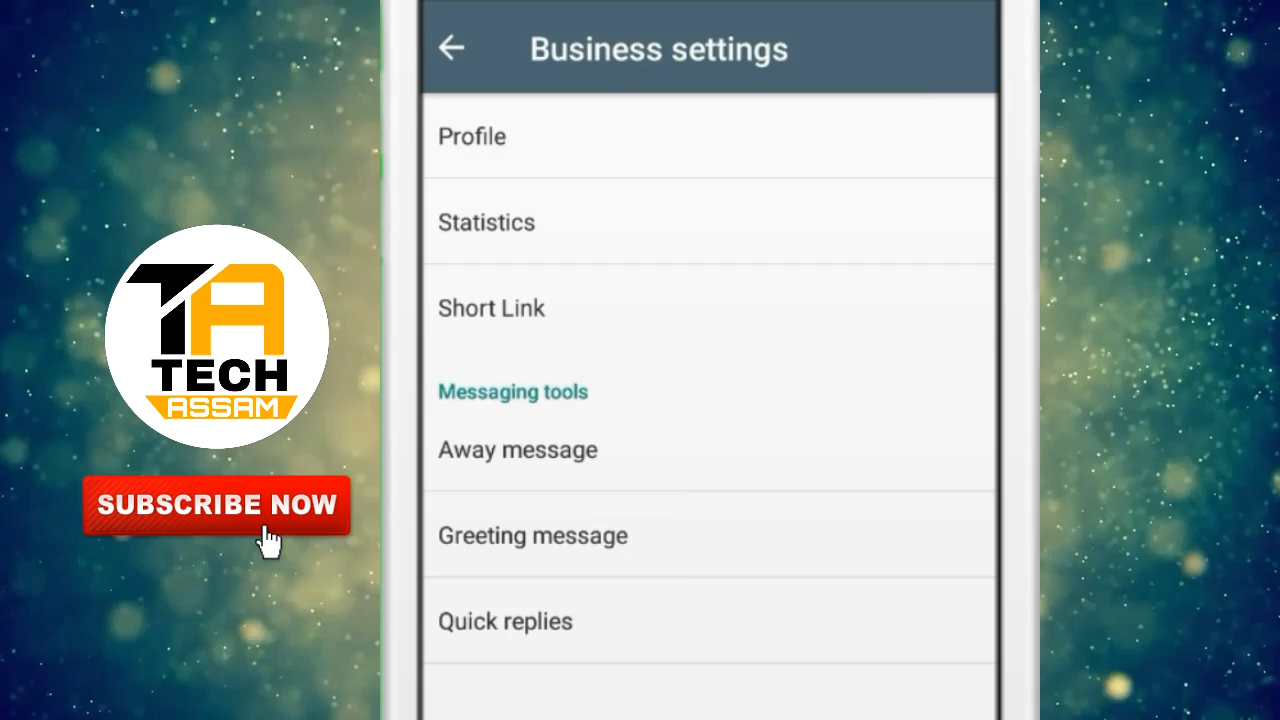 Business settings
Profile
Statistics
Short Link
Messaging tools
Away message
Greeting message
Quick replies
TA
TECH
ASSAM
SUBSCRIBE NOW